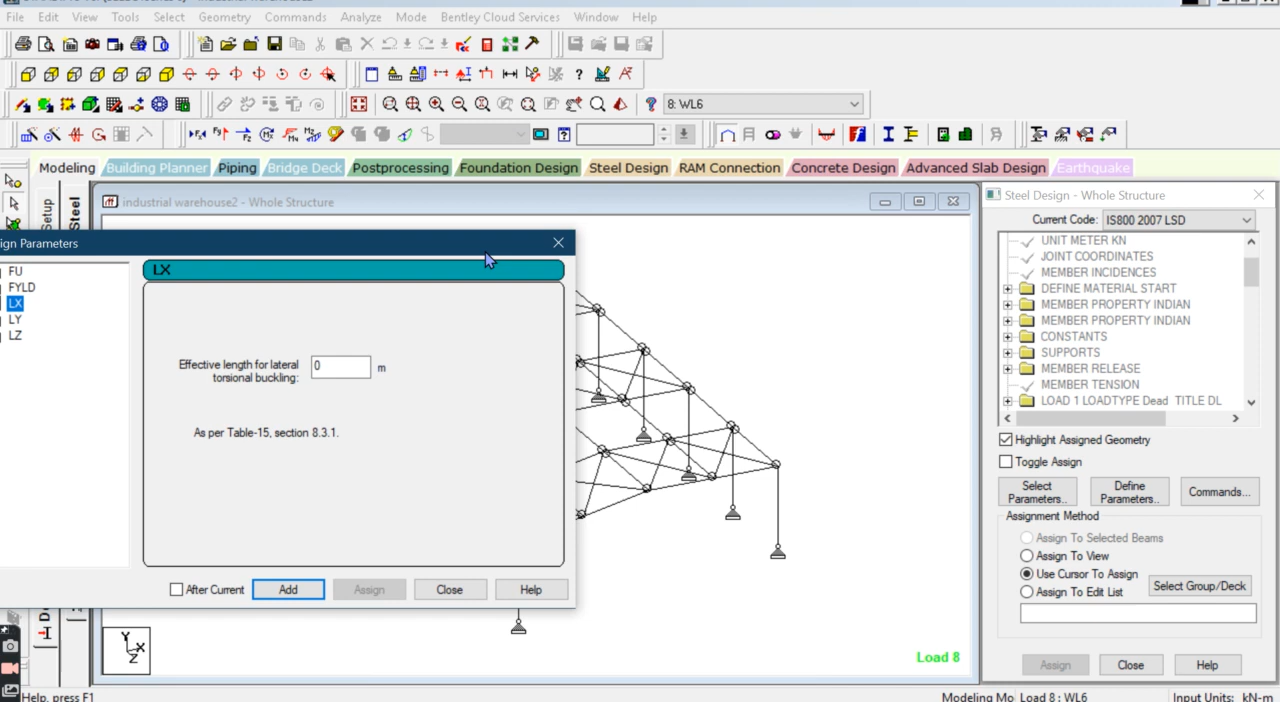 File Edit View Tools Select Geometry Commands Analyze Mode Bentley Cloud Services Window Help
8: WL6
Modeling Building Planner Piping Bridge Deck Postprocessing Foundation Design Steel Design RAM Connection Concrete Design Advanced Slab Design Earthquake
Setup
Steel
industrial warehouse2 - Whole Structure
ign Parameters
FU
FYLD
LX
LY
LZ
LX
Effective length for lateral
torsional buckling:
0
m
As per Table-15, section 8.3.1.
After Current
Add
Assign
Close
Help
Y
X
Z
Load 8
Steel Design - Whole Structure
Current Code: IS800 2007 LSD
UNIT METER KN
JOINT COORDINATES
MEMBER INCIDENCES
DEFINE MATERIAL START
MEMBER PROPERTY INDIAN
MEMBER PROPERTY INDIAN
CONSTANTS
SUPPORTS
MEMBER RELEASE
MEMBER TENSION
LOAD 1 LOADTYPE Dead TITLE DL
Highlight Assigned Geometry
Toggle Assign
Select
Parameters..
Define
Parameters..
Commands...
Assignment Method
Assign To Selected Beams
Assign To View
Use Cursor To Assign
Assign To Edit List
Select Group/Deck
Assign
Close
Help
Help, press F1
Modeling Mo Load 8 : WL6 Input Units: kN-m